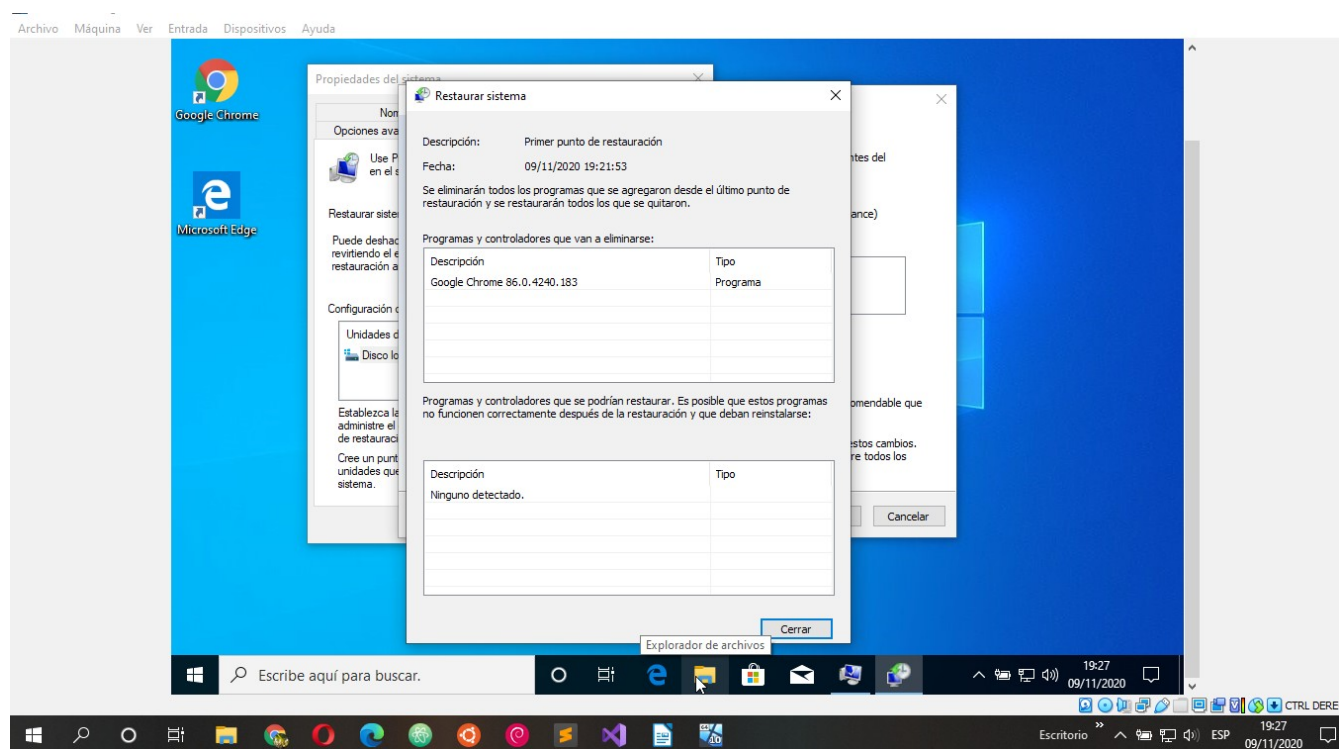 Archivo Máquina Ver Entrada Dispositivos Ayuda
Google Chrome
Microsoft Edge
Propiedades del sistema
Nom
Opciones ava
Use P
en el s
Restaurar siste
Puede deshac
revirtiendo el e
restauración a
Configuración c
Unidades d
Disco lo
Establezca la
administre el
de restauraci
Cree un punt
unidades que
sistema.
Restaurar sistema
Descripción: Primer punto de restauración
Fecha: 09/11/2020 19:21:53
Se eliminarán todos los programas que se agregaron desde el último punto de
restauración y se restaurarán todos los que se quitaron.
Programas y controladores que van a eliminarse:
Descripción Tipo
Google Chrome 86.0.4240.183 Programa
Programas y controladores que se podrían restaurar. Es posible que estos programas
no funcionen correctamente después de la restauración y que deban reinstalarse:
Descripción Tipo
Ninguno detectado.
Cerrar
ntes del
ance)
omendable que
estos cambios.
re todos los
Cancelar
Explorador de archivos
Escribe aquí para buscar.
19:27
09/11/2020
CTRL DERE
Escritorio
ESP
19:27
09/11/2020